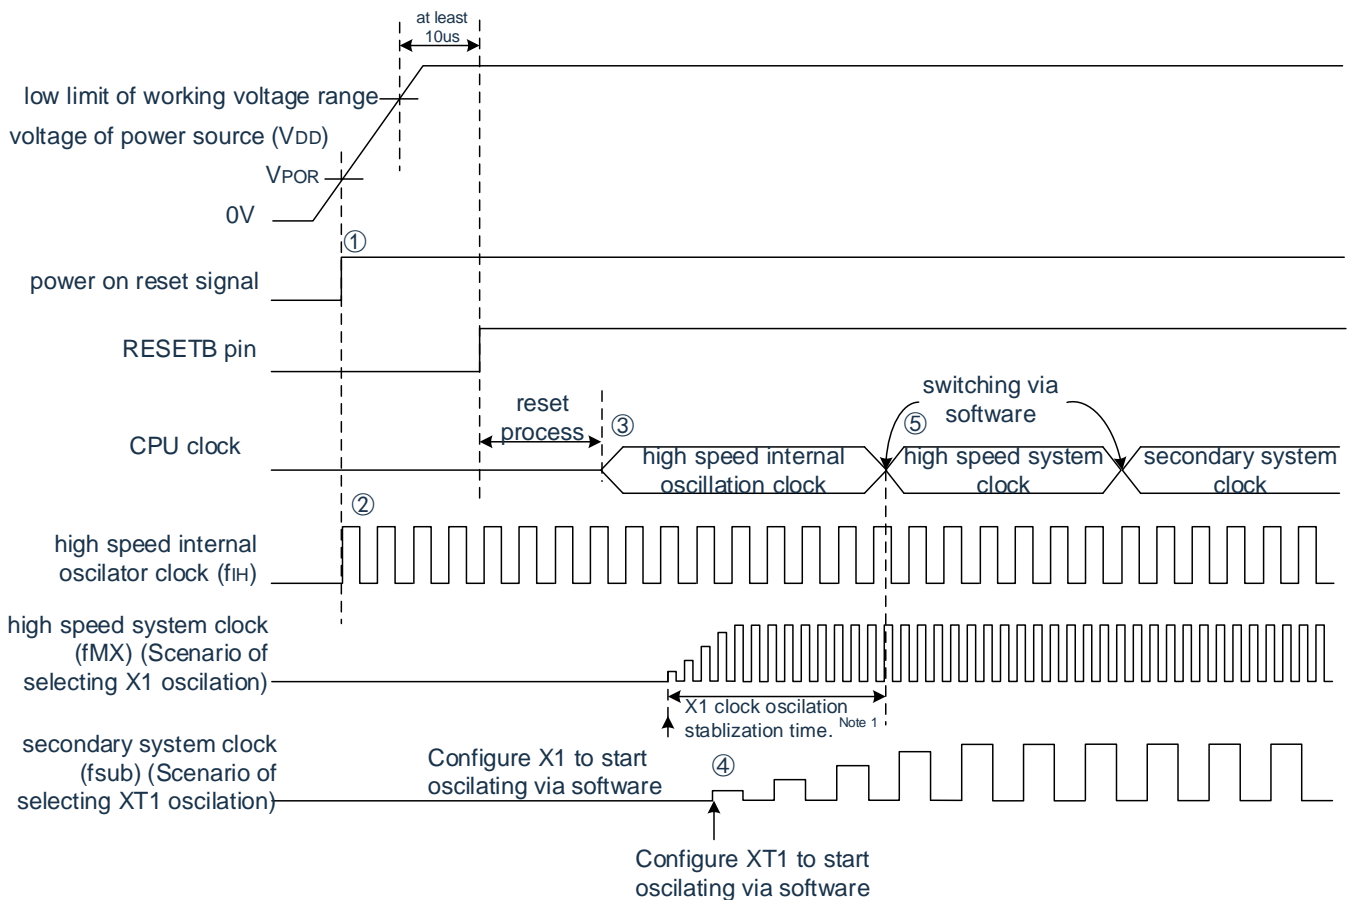 at least
10us
low limit of working voltage range
voltage of power source (VDD)
VPOR
0V
①
power on reset signal
RESETB pin
switching via
software
reset
process
③
⑤
CPU clock
high speed internal
oscillation clock
high speed system
clock
secondary system
clock
②
high speed internal
oscilator clock (fIH)
high speed system clock
(fMX) (Scenario of
selecting X1 oscilation)
X1 clock oscilation
stablization time. Note 1
secondary system clock
(fsub) (Scenario of
selecting XT1 oscilation)
Configure X1 to start
oscilating via software
④
Configure XT1 to start
oscilating via software